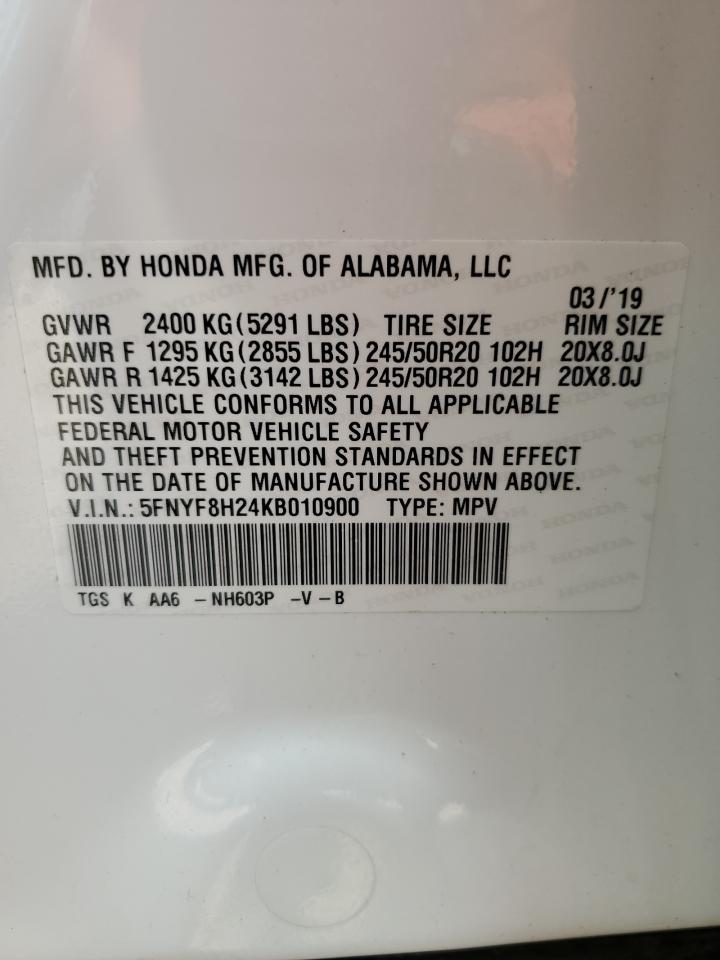 MFD. BY HONDA MFG. OF ALABAMA, LLC
03/'19
GVWR 2400 KG(5291 LBS) TIRE SIZE RIM SIZE
GAWR F 1295 KG(2855 LBS) 245/50R20 102H 20X8.0J
GAWR R 1425 KG(3142 LBS) 245/50R20 102H 20X8.0J
THIS VEHICLE CONFORMS TO ALL APPLICABLE
FEDERAL MOTOR VEHICLE SAFETY
AND THEFT PREVENTION STANDARDS IN EFFECT
ON THE DATE OF MANUFACTURE SHOWN ABOVE.
V.I.N.: 5FNYF8H24KB010900 TYPE: MPV
TGS K AA6 -NH603P -V-B